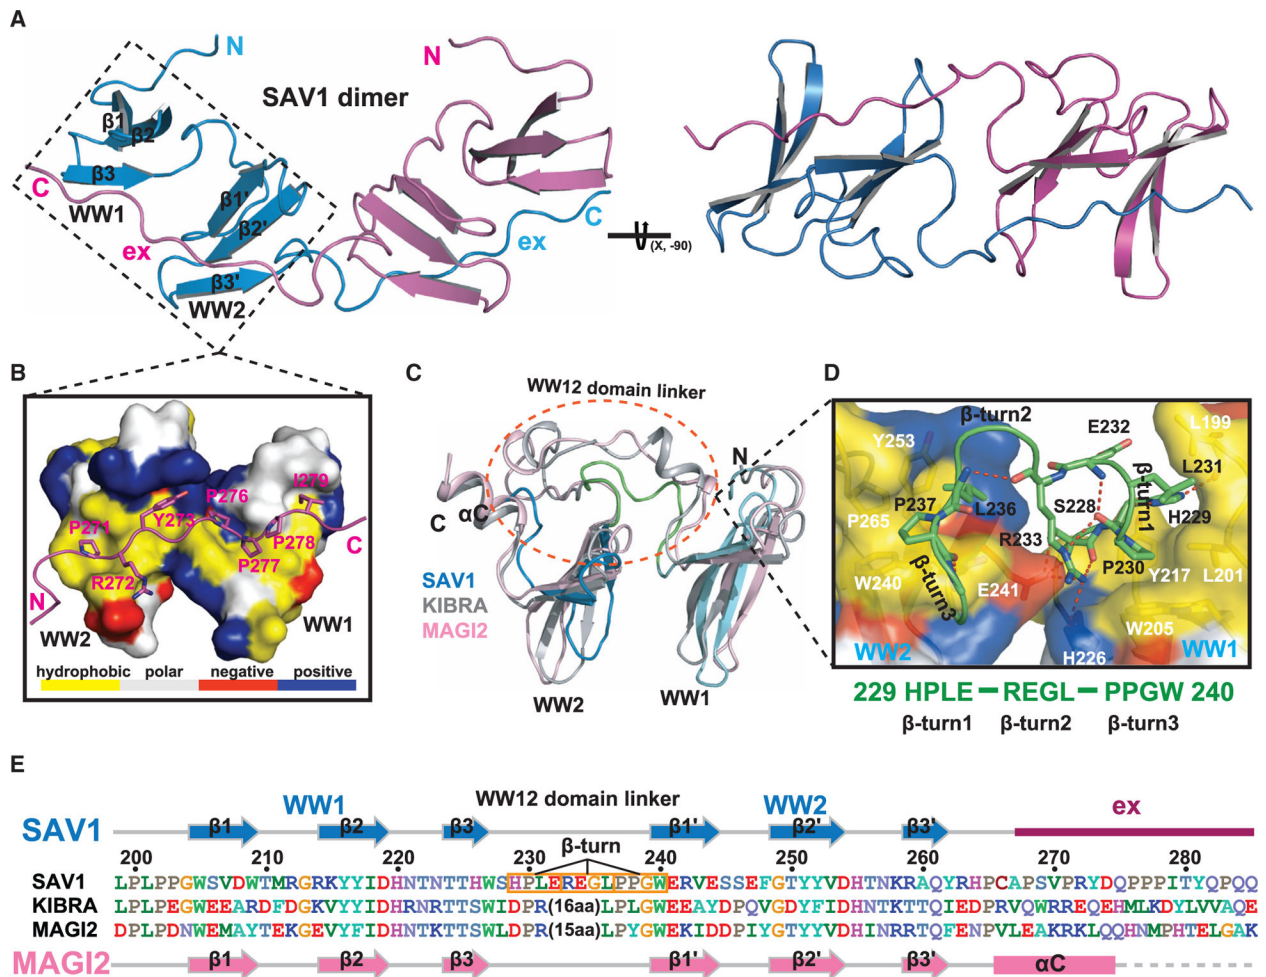 A
N
SAV1 dimer
N
β1
β2
β3
C
WW1
β1'
β2'
ex
β3'
WW2
C
ex
(X, -90)
B
P271
Y273
P276
I279
P278
P277
R272
C
N
WW2
WW1
hydrophobic polar negative positive
C
WW12 domain linker
N
C
αC
SAV1
KIBRA
MAGI2
WW2
WW1
D
β-turn2
E232
L199
Y253
β-turn1
L231
P237
L236
S228
H229
P265
R233
P230
Y217
L201
W240
β-turn3
E241
W205
WW2
H226
WW1
229 HPLE – REGL – PPGW 240
β-turn1 β-turn2 β-turn3
E
WW1 WW12 domain linker WW2 ex
SAV1 β1 β2 β3 β1' β2' β3'
β-turn
200 210 220 230 240 250 260 270 280
SAV1 LPLPPGWSVDWTMRGRKYYIDHNTNTTHWSHPLEREGLPPGWERVESSEFGTYYVDHTNKRAQYRHPCAPSVPRYDQPPPITYQPQQ
KIBRA LPLPEGWEEARDFDGKVYYIDHRNRTTSWIDPR(16aa)LPLGWEEAYDPQVGDYFIDHNTKTTQIEDPRVQWRREQEHMLKDYLVVAQE
MAGI2 DPLPDNWEMAYTEKGEVYFIDHNTKTTSWLDPR(15aa)LPYGWEKIDDPIYGTYYVDHINRRTQFENPVLEAKRKLQQHNMPHTELGAK
MAGI2 β1 β2 β3 β1' β2' β3' αC